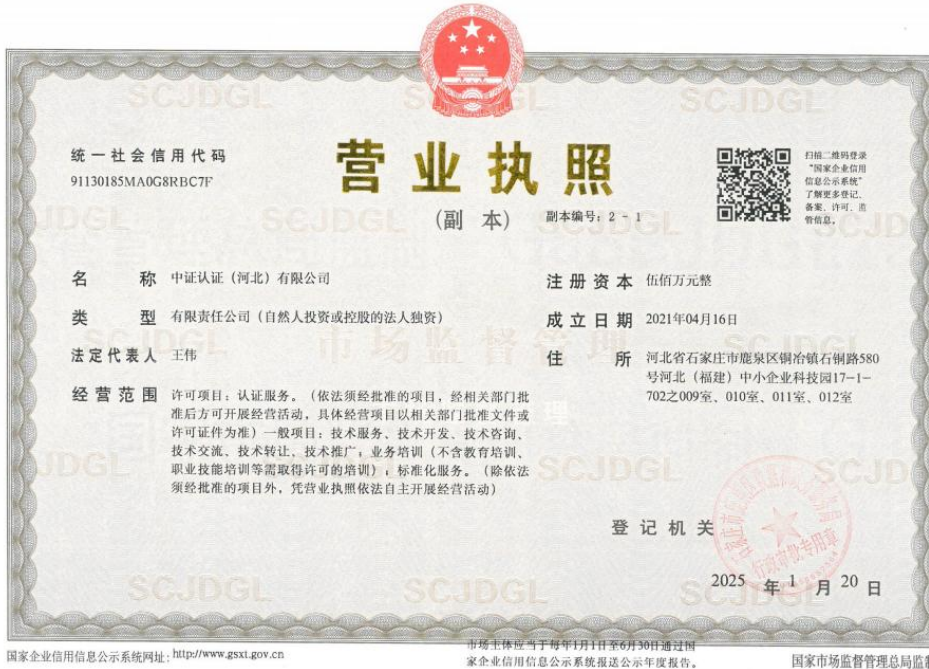 统一社会信用代码
91130185MA0G8RBC7F
营业执照
(副 本) 副本编号：2 - 1
扫描二维码登录
“国家企业信用
信息公示系统”
了解更多登记、
备案、许可、监
管信息。
名 称 中证认证（河北）有限公司
类 型 有限责任公司（自然人投资或控股的法人独资）
法定代表人 王伟
经营范围 许可项目：认证服务。（依法须经批准的项目，经相关部门批
准后方可开展经营活动，具体经营项目以相关部门批准文件或
许可证件为准）一般项目：技术服务、技术开发、技术咨询、
技术交流、技术转让、技术推广；业务培训（不含教育培训、
职业技能培训等需取得许可的培训）；标准化服务。（除依法
须经批准的项目外，凭营业执照依法自主开展经营活动）
注册资本 伍佰万元整
成立日期 2021年04月16日
住 所 河北省石家庄市鹿泉区铜冶镇石铜路580
号河北（福建）中小企业科技园17-1-
702之009室、010室、011室、012室
市场监督管理
SCJDGL
登记机关
行政审批专用章
2025 年 1 月 20 日
国家企业信用信息公示系统网址：http://www.gsxt.gov.cn
市场主体应当于每年1月1日至6月30日通过国
家企业信用信息公示系统报送公示年度报告。
国家市场监督管理总局监制